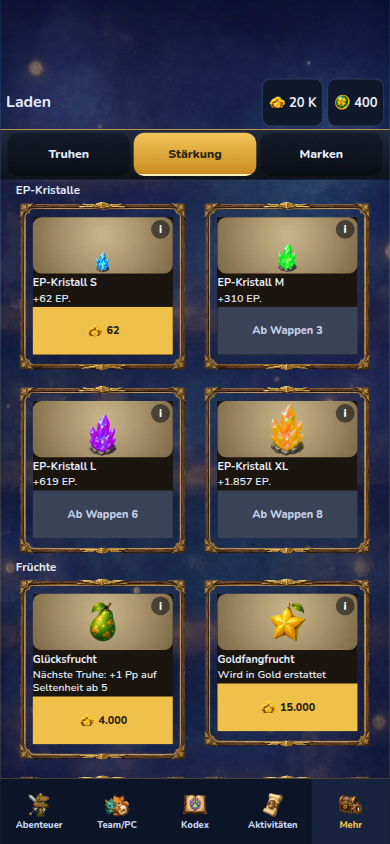 Laden
20 K
400
Truhen
Stärkung
Marken
EP-Kristalle
i
i
EP-Kristall S
+62 EP.
62
EP-Kristall M
+310 EP.
Ab Wappen 3
i
i
EP-Kristall L
+619 EP.
Ab Wappen 6
EP-Kristall XL
+1.857 EP.
Ab Wappen 8
Früchte
i
i
Glücksfrucht
Nächste Truhe: +1 Pp auf
Seltenheit ab 5
4.000
Goldfangfrucht
Wird in Gold erstattet
15.000
Abenteuer
Team/PC
Kodex
Aktivitäten
Mehr